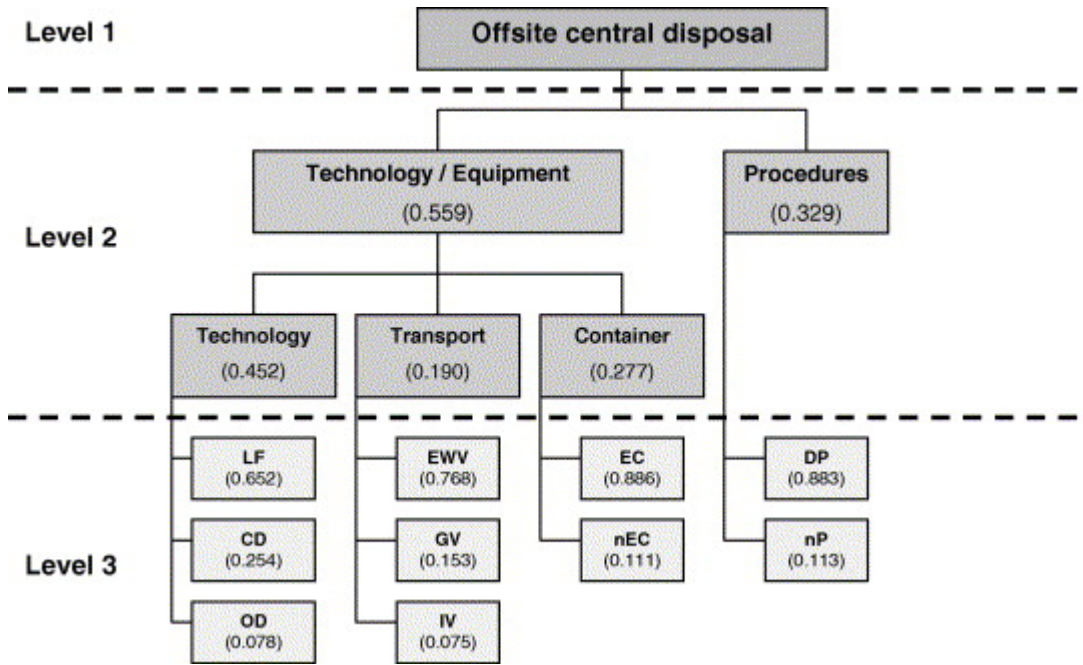 Level 1
Offsite central disposal
Technology / Equipment
(0.559)
Procedures
(0.329)
Level 2
Technology
(0.452)
Transport
(0.190)
Container
(0.277)
LF
(0.652)
EWV
(0.768)
EC
(0.886)
DP
(0.883)
CD
(0.254)
GV
(0.153)
nEC
(0.111)
nP
(0.113)
Level 3
OD
(0.078)
IV
(0.075)